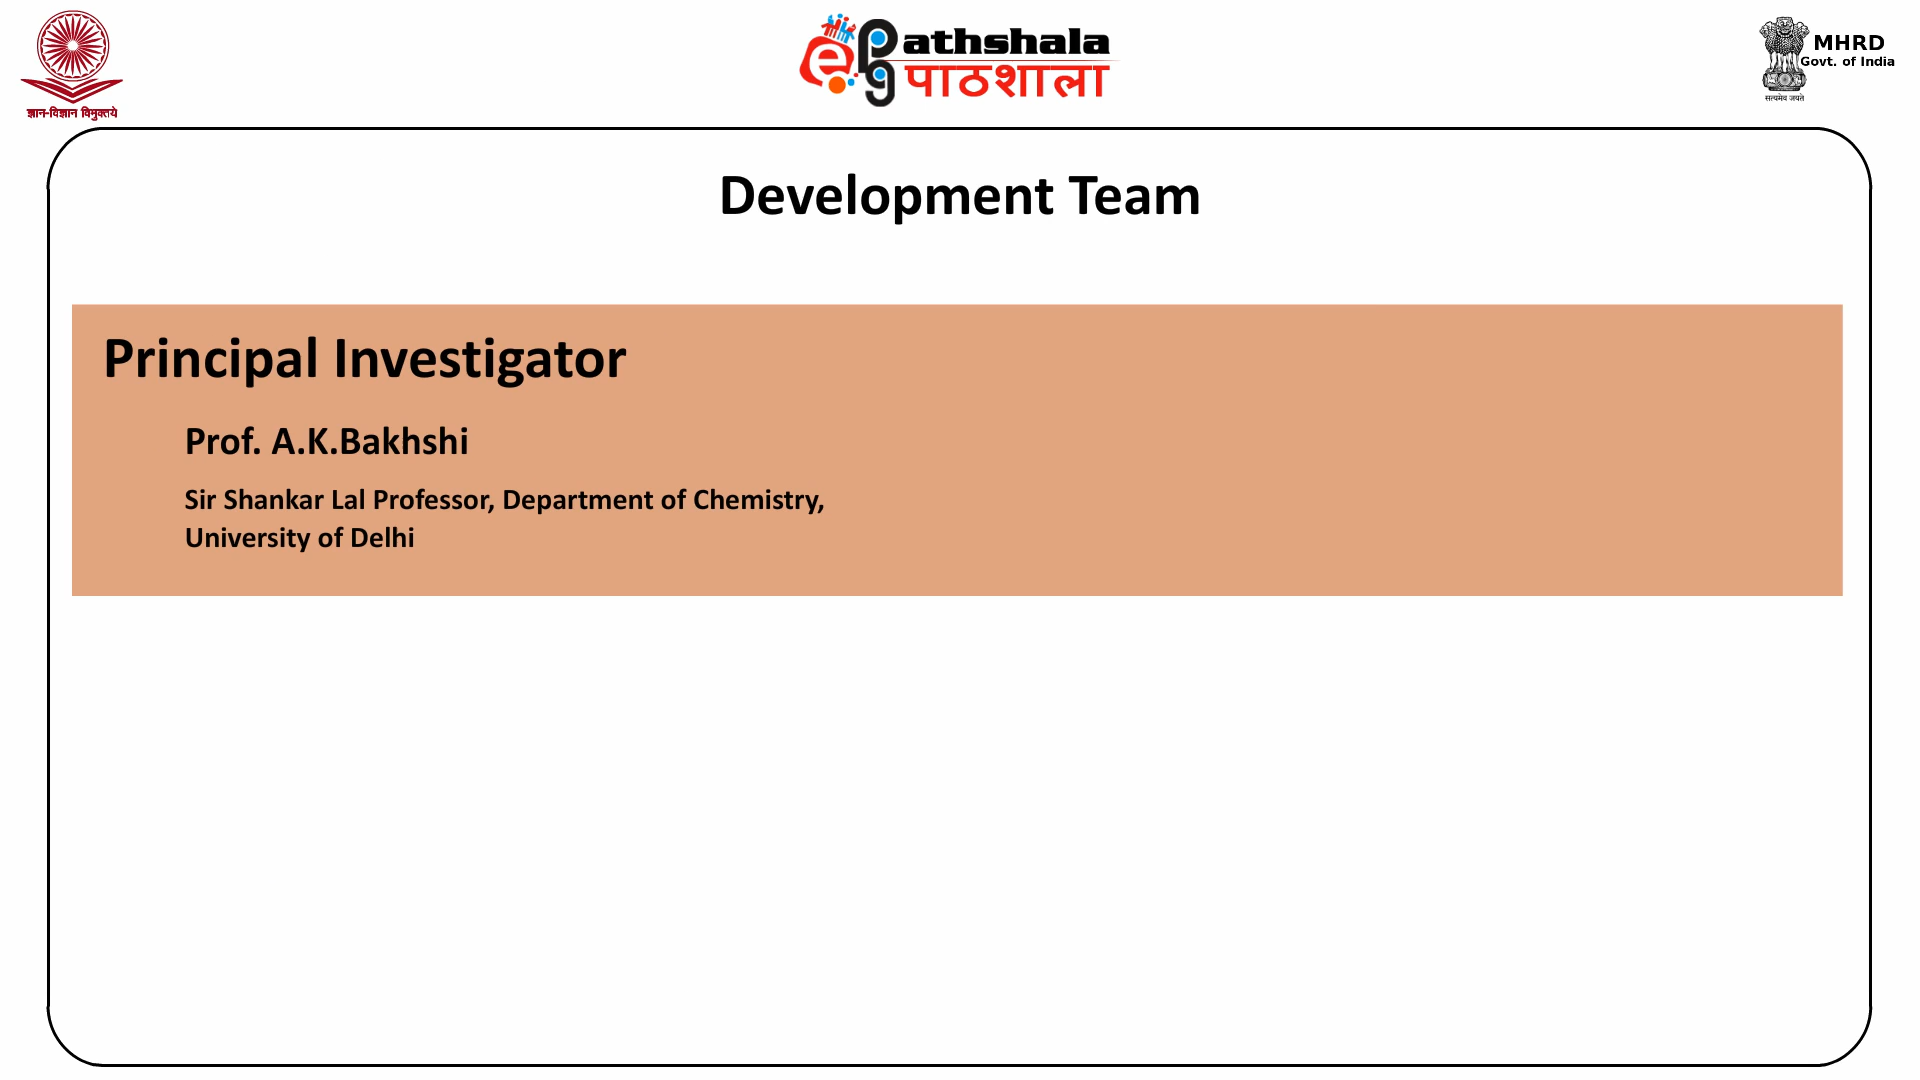 ज्ञान-विज्ञान विमुक्तये
e
pg
athshala
पाठशाला
MHRD
Govt. of India
सत्यमेव जयते
Development Team
Principal Investigator
Prof. A.K.Bakhshi
Sir Shankar Lal Professor, Department of Chemistry,
University of Delhi